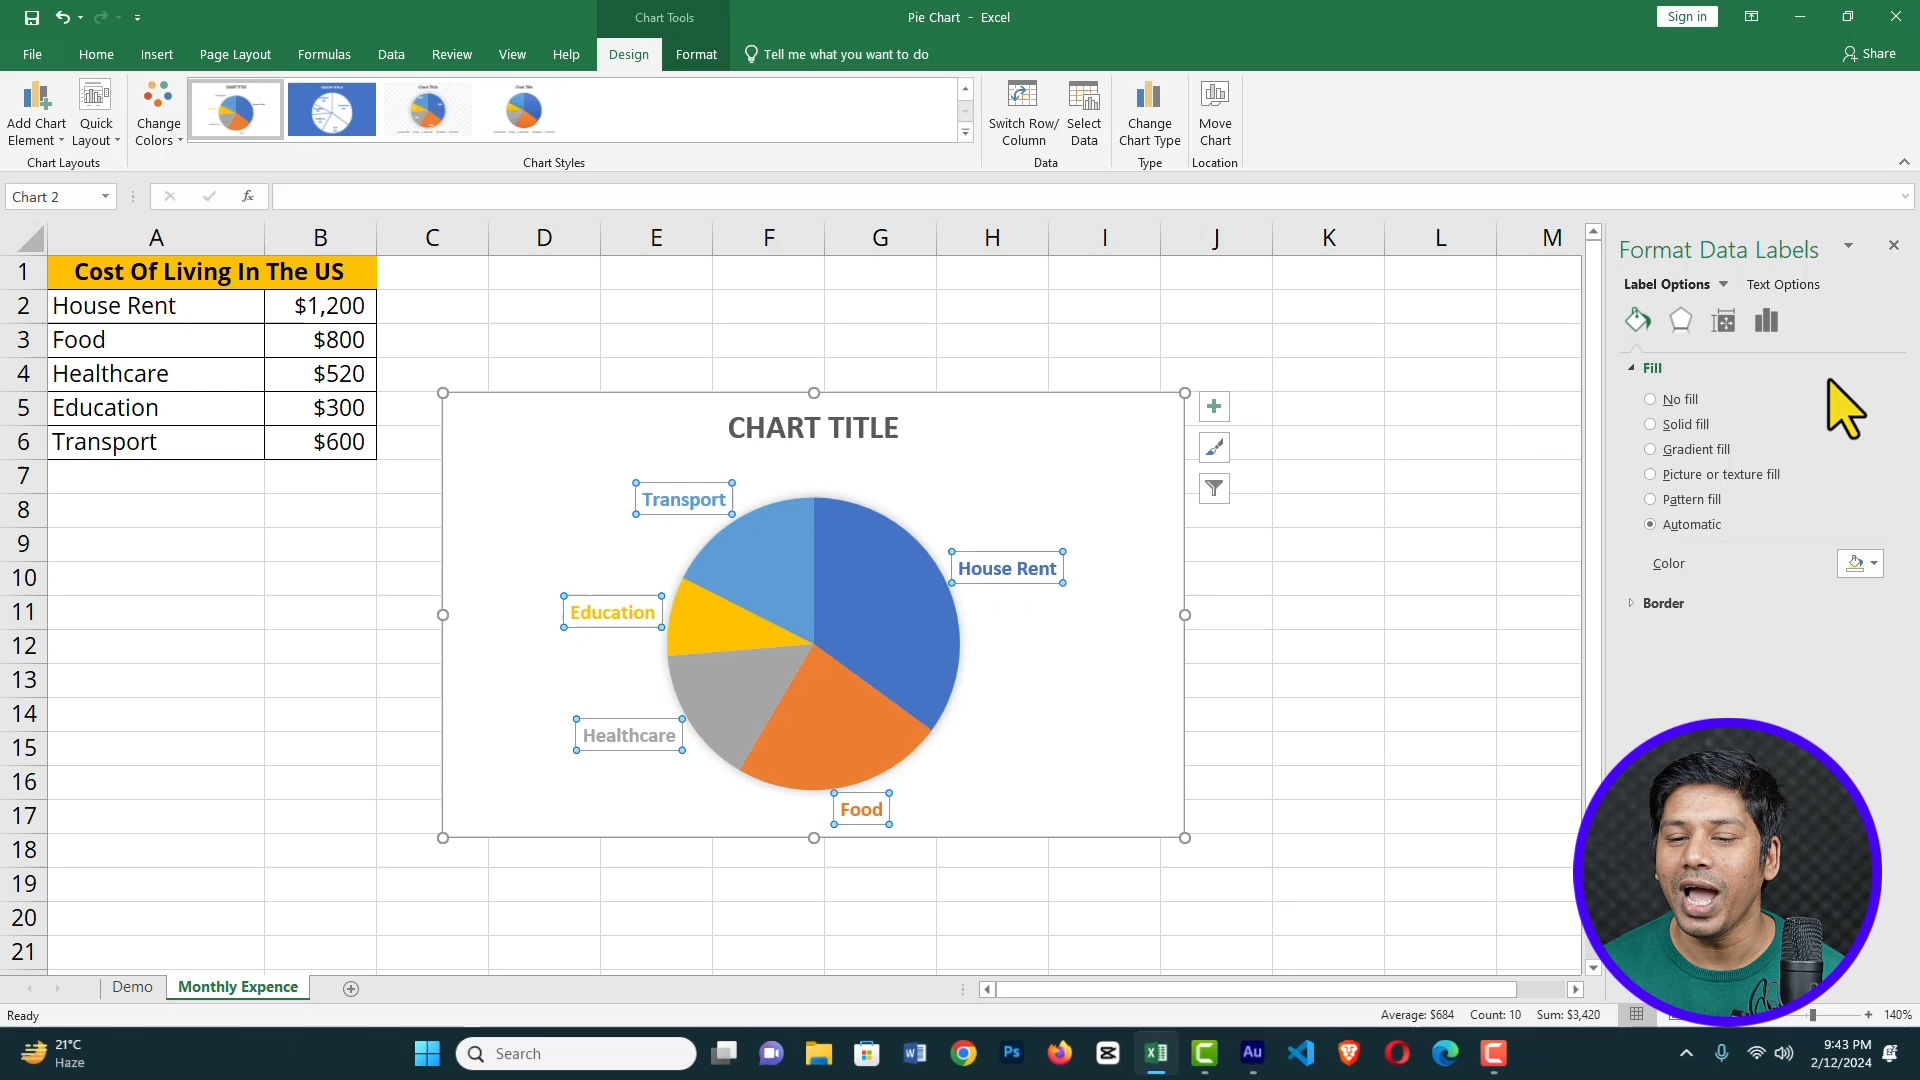 Chart Tools
Pie Chart - Excel
Sign in
File
Home
Insert
Page Layout
Formulas
Data
Review
View
Help
Design
Format
Tell me what you want to do
Share
Add Chart
Element
Quick
Layout
Change
Colors
Switch Row/
Column
Select
Data
Change
Chart Type
Move
Chart
Chart Layouts
Chart Styles
Data
Type
Location
Chart 2
fx
A B C D E F G H I J K L M
1 Cost Of Living In The US
2 House Rent $1,200
3 Food $800
4 Healthcare $520
5 Education $300
6 Transport $600
7
8
9
10
11
12
13
14
15
16
17
18
19
20
21
CHART TITLE
Transport
House Rent
Education
Healthcare
Food
Format Data Labels
Label Options
Text Options
Fill
No fill
Solid fill
Gradient fill
Picture or texture fill
Pattern fill
Automatic
Color
Border
Demo
Monthly Expence
Ready
Average: $684 Count: 10 Sum: $3,420
140%
21°C
Haze
Search
Ps
Au
9:43 PM
2/12/2024